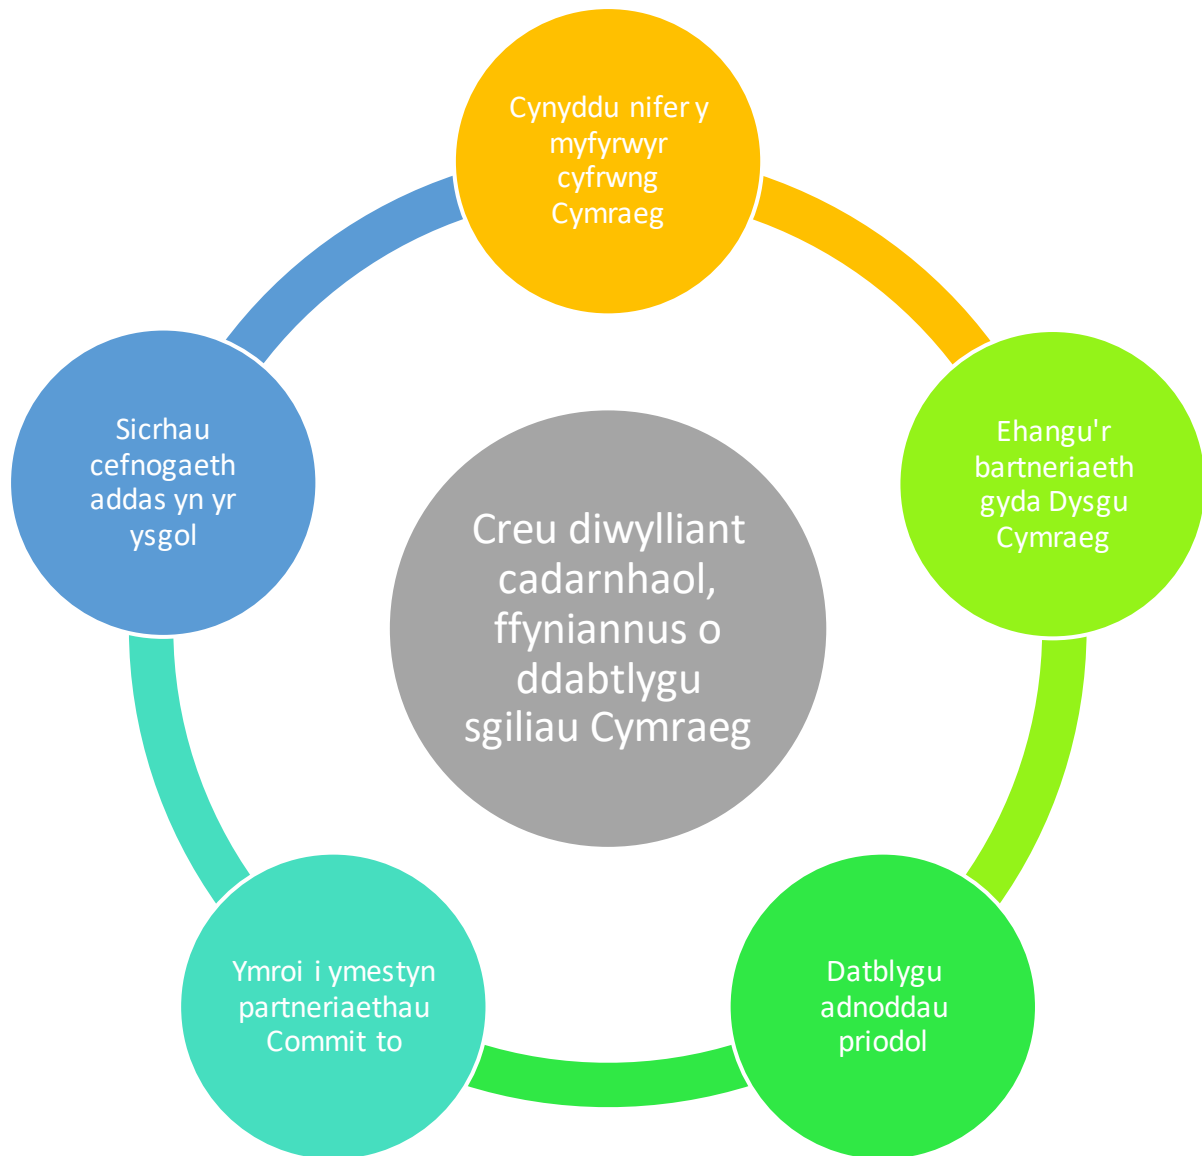 Cynyddu nifer y
myfyrwyr
cyfrwng
Cymraeg
Ehangu'r
bartneriaeth
gyda Dysgu
Cymraeg
Datblygu
adnoddau
priodol
Ymroi i ymestyn
partneriaethau
Commit to
Sicrhau
cefnogaeth
addas yn yr
ysgol
Creu diwylliant
cadarnhaol,
ffyniannus o
ddabtlygu
sgiliau Cymraeg